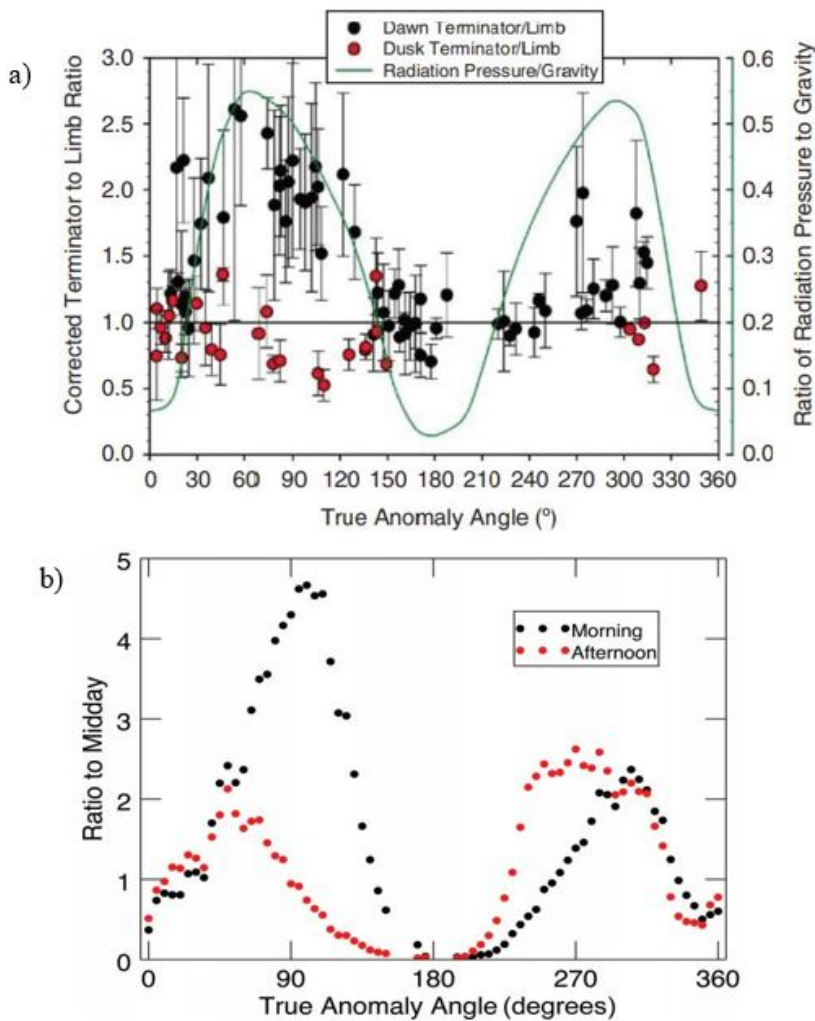 Dawn Terminator/Limb
Dusk Terminator/Limb
Radiation Pressure/Gravity
a)
Corrected Terminator to Limb Ratio
3.0
2.5
2.0
1.5
1.0
0.5
0.0
0.6
0.5
0.4
0.3
0.2
0.1
0.0
Ratio of Radiation Pressure to Gravity
0 30 60 90 120 150 180 210 240 270 300 330 360
True Anomaly Angle (°)
b)
Ratio to Midday
5
4
3
2
1
0
Morning
Afternoon
0 90 180 270 360
True Anomaly Angle (degrees)